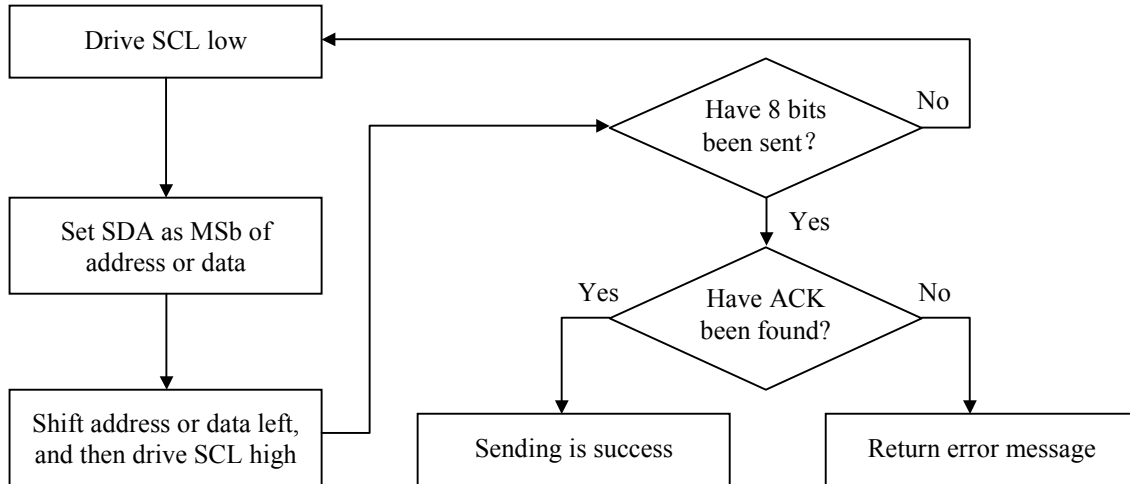 Drive SCL low
Set SDA as MSb of
address or data
Shift address or data left,
and then drive SCL high
Have 8 bits
been sent？
No
Yes
Have ACK
been found?
Yes
No
Sending is success
Return error message